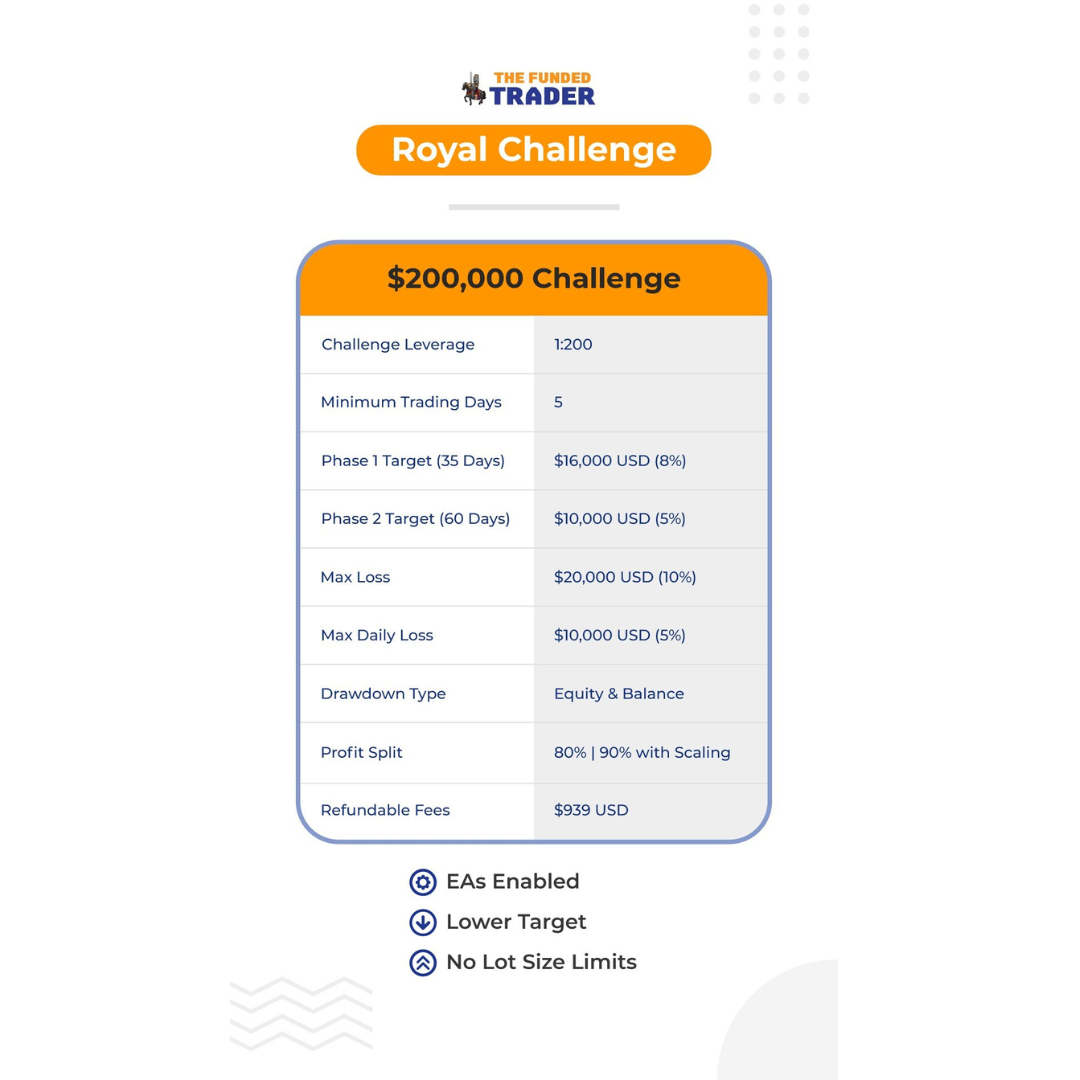 THE FUNDED
TRADER
Royal Challenge
$200,000 Challenge
Challenge Leverage 1:200
Minimum Trading Days 5
Phase 1 Target (35 Days) $16,000 USD (8%)
Phase 2 Target (60 Days) $10,000 USD (5%)
Max Loss $20,000 USD (10%)
Max Daily Loss $10,000 USD (5%)
Drawdown Type Equity & Balance
Profit Split 80% | 90% with Scaling
Refundable Fees $939 USD
EAs Enabled
Lower Target
No Lot Size Limits